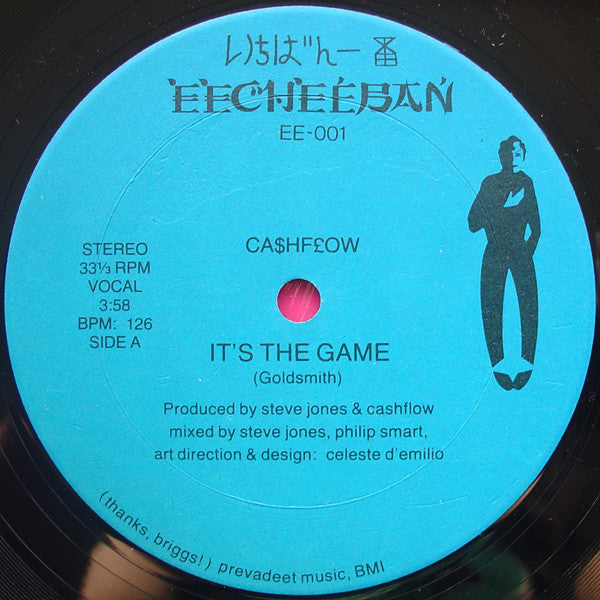 いちばん一番
EECHEEBAN
EE-001
CA$HF£OW
STEREO
33⅓ RPM
VOCAL
3:58
BPM: 126
SIDE A
IT'S THE GAME
(Goldsmith)
Produced by steve jones & cashflow
mixed by steve jones, philip smart,
art direction & design: celeste d'emilio
(thanks, briggs!) prevadeet music, BMI